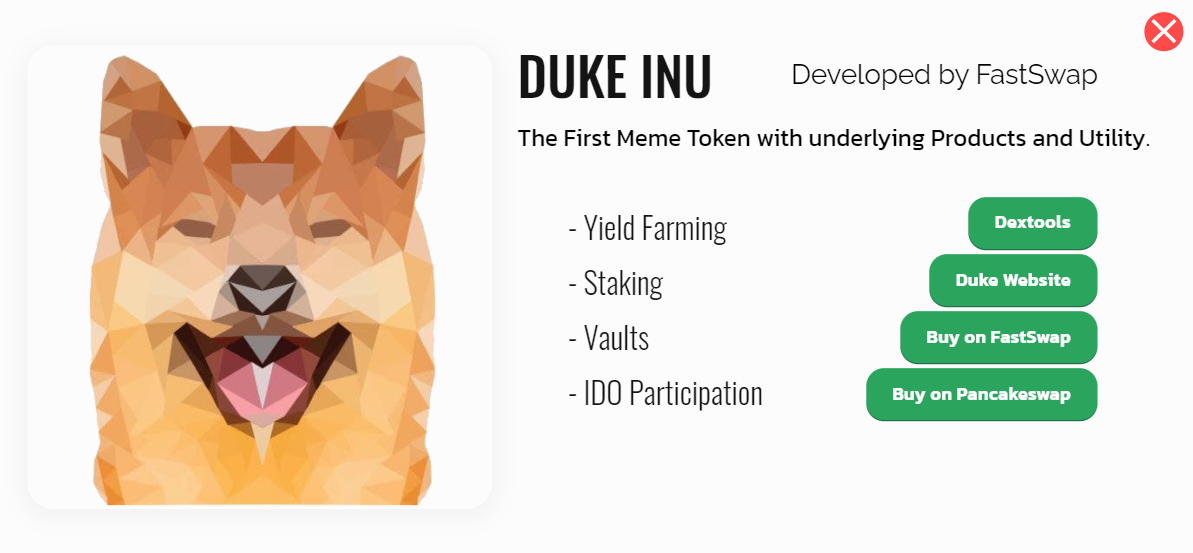 DUKE INU
Developed by FastSwap
The First Meme Token with underlying Products and Utility.
- Yield Farming
- Staking
- Vaults
- IDO Participation
Dextools
Duke Website
Buy on FastSwap
Buy on Pancakeswap